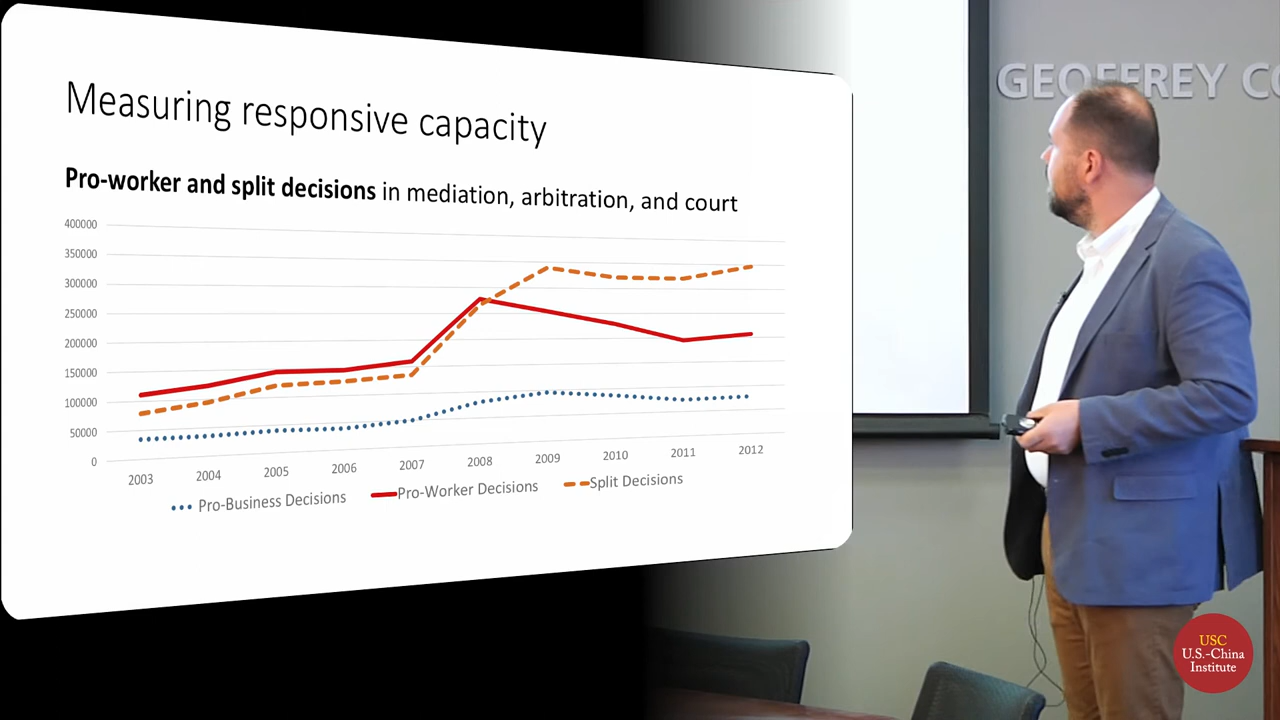 Measuring responsive capacity
Pro-worker and split decisions in mediation, arbitration, and court
400000
350000
300000
250000
200000
150000
100000
50000
0
2003 2004 2005 2006 2007 2008 2009 2010 2011 2012
Pro-Business Decisions Pro-Worker Decisions Split Decisions
GEOFFREY CO
USC
U.S.-China
Institute